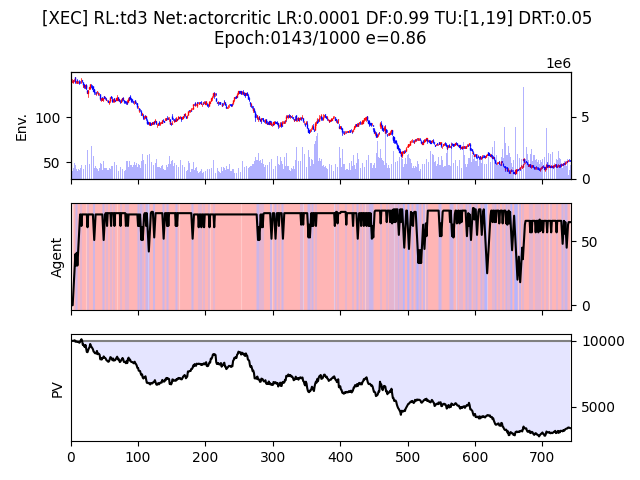 [XEC] RL:td3 Net:actorcritic LR:0.0001 DF:0.99 TU:[1,19] DRT:0.05
Epoch:0143/1000 e=0.86
1e6
Env.
100
50
5
0
Agent
50
0
PV
10000
5000
0 100 200 300 400 500 600 700